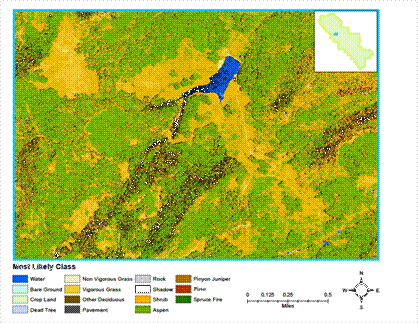 Most Likely Class
Water
Non Vigorous Grass
Rock
Pinyon Juniper
Bare Ground
Vigorous Grass
Shadow
Pine
Crop Land
Other Deciduous
Shrub
Spruce Fir
Dead Tree
Pavement
Aspen
0 0.125 0.25 0.5
Miles
N
W E
S